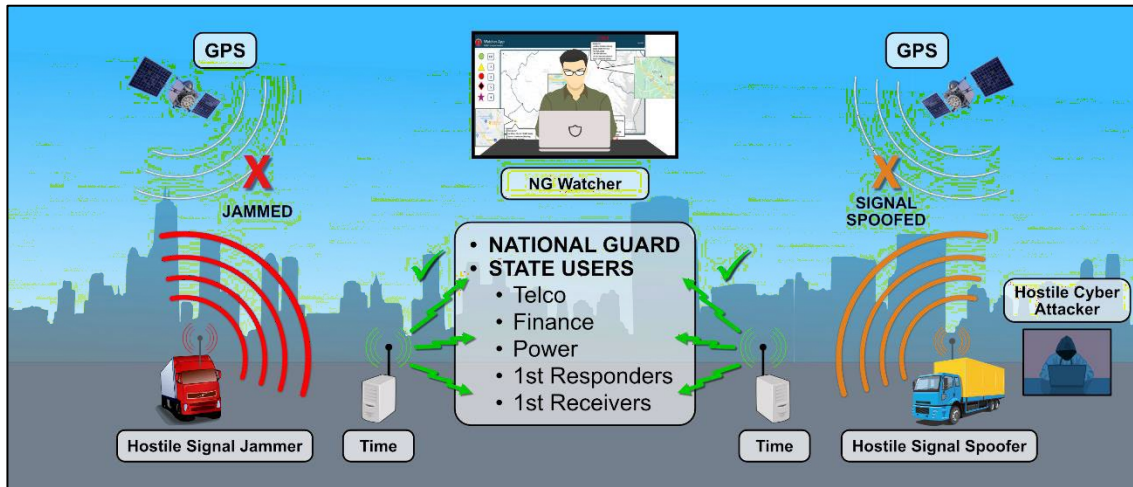 GPS
GPS
NG Watcher
JAMMED
SIGNAL
SPOOFED
• NATIONAL GUARD
• STATE USERS
• Telco
• Finance
• Power
• 1st Responders
• 1st Receivers
Hostile Cyber
Attacker
Hostile Signal Jammer
Time
Time
Hostile Signal Spoofer